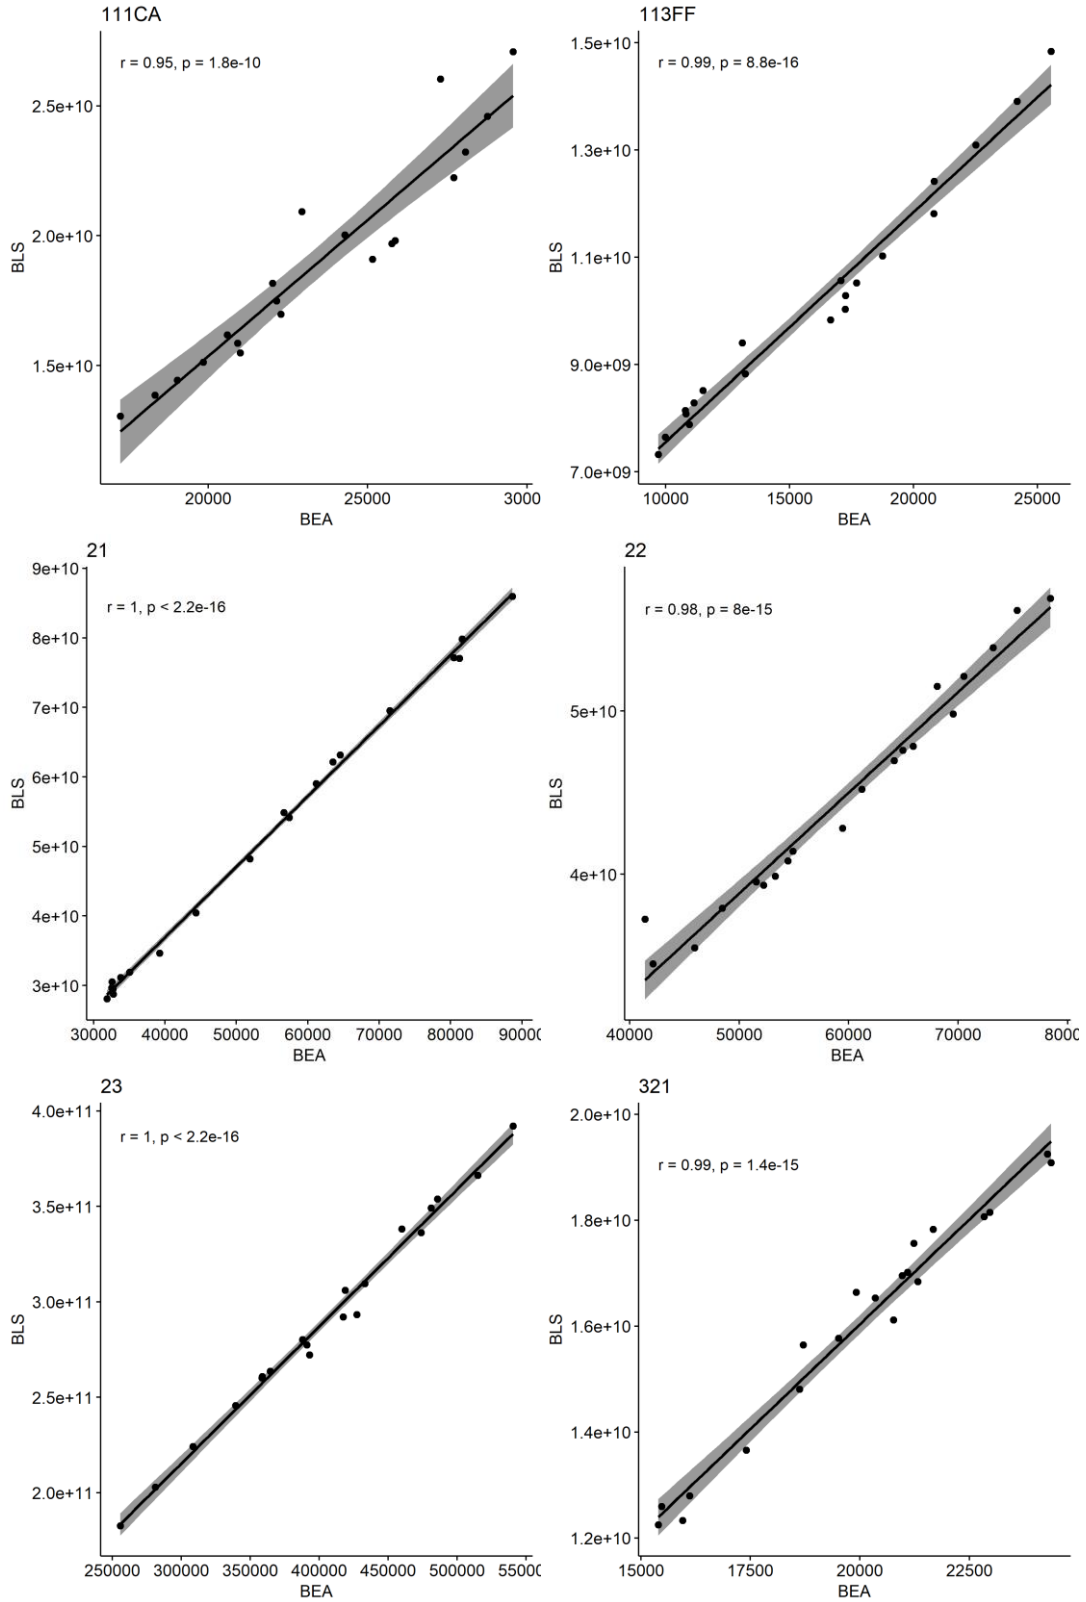 111CA
r = 0.95, p = 1.8e-10
2.5e+10
2.0e+10
1.5e+10
BLS
20000 25000 3000
BEA
113FF
r = 0.99, p = 8.8e-16
1.5e+10
1.3e+10
1.1e+10
9.0e+09
7.0e+09
BLS
10000 15000 20000 25000
BEA
21
r = 1, p < 2.2e-16
9e+10
8e+10
7e+10
6e+10
5e+10
4e+10
3e+10
BLS
30000 40000 50000 60000 70000 80000 90000
BEA
22
r = 0.98, p = 8e-15
5e+10
4e+10
BLS
40000 50000 60000 70000 8000
BEA
23
r = 1, p < 2.2e-16
4.0e+11
3.5e+11
3.0e+11
2.5e+11
2.0e+11
BLS
250000 300000 350000 400000 450000 500000 55000
BEA
321
r = 0.99, p = 1.4e-15
2.0e+10
1.8e+10
1.6e+10
1.4e+10
1.2e+10
BLS
15000 17500 20000 22500
BEA